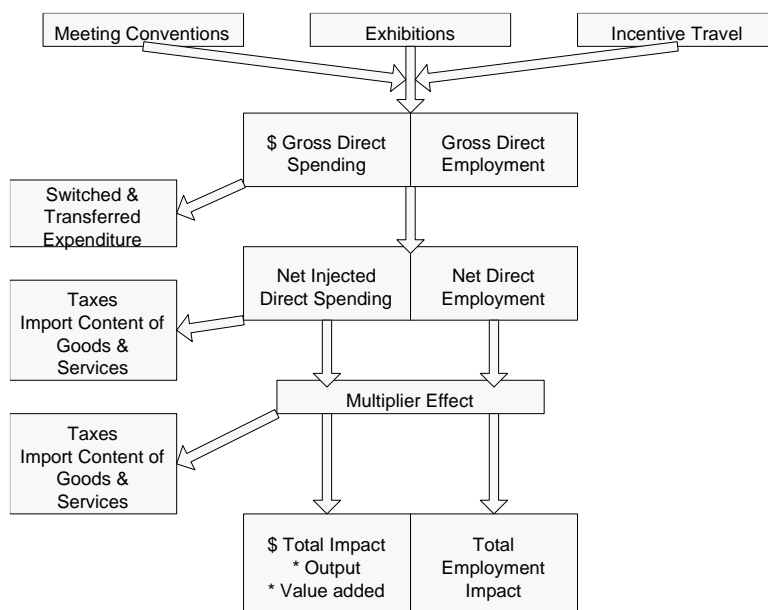 Meeting Conventions
Exhibitions
Incentive Travel
$ Gross Direct
Spending
Gross Direct
Employment
Switched &
Transferred
Expenditure
Net Injected
Direct Spending
Net Direct
Employment
Taxes
Import Content of
Goods &
Services
Multiplier Effect
Taxes
Import Content of
Goods &
Services
$ Total Impact
* Output
* Value added
Total
Employment
Impact